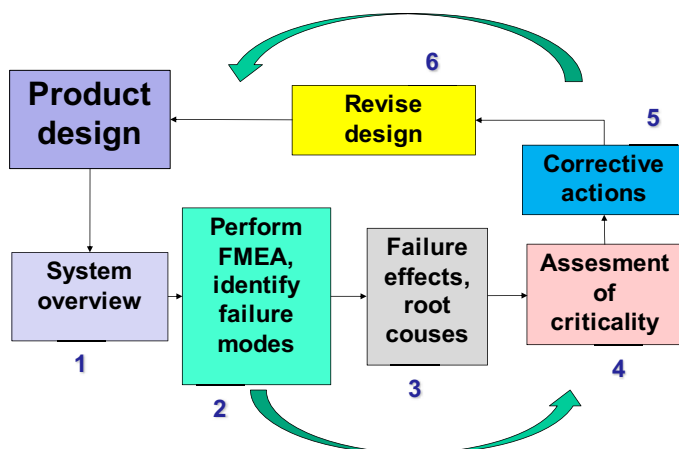 6
Product
design
Revise
design
5
Corrective
actions
System
overview
1
Perform
FMEA,
identify
failure
modes
2
Failure
effects,
root
couses
3
Assesment
of
criticality
4